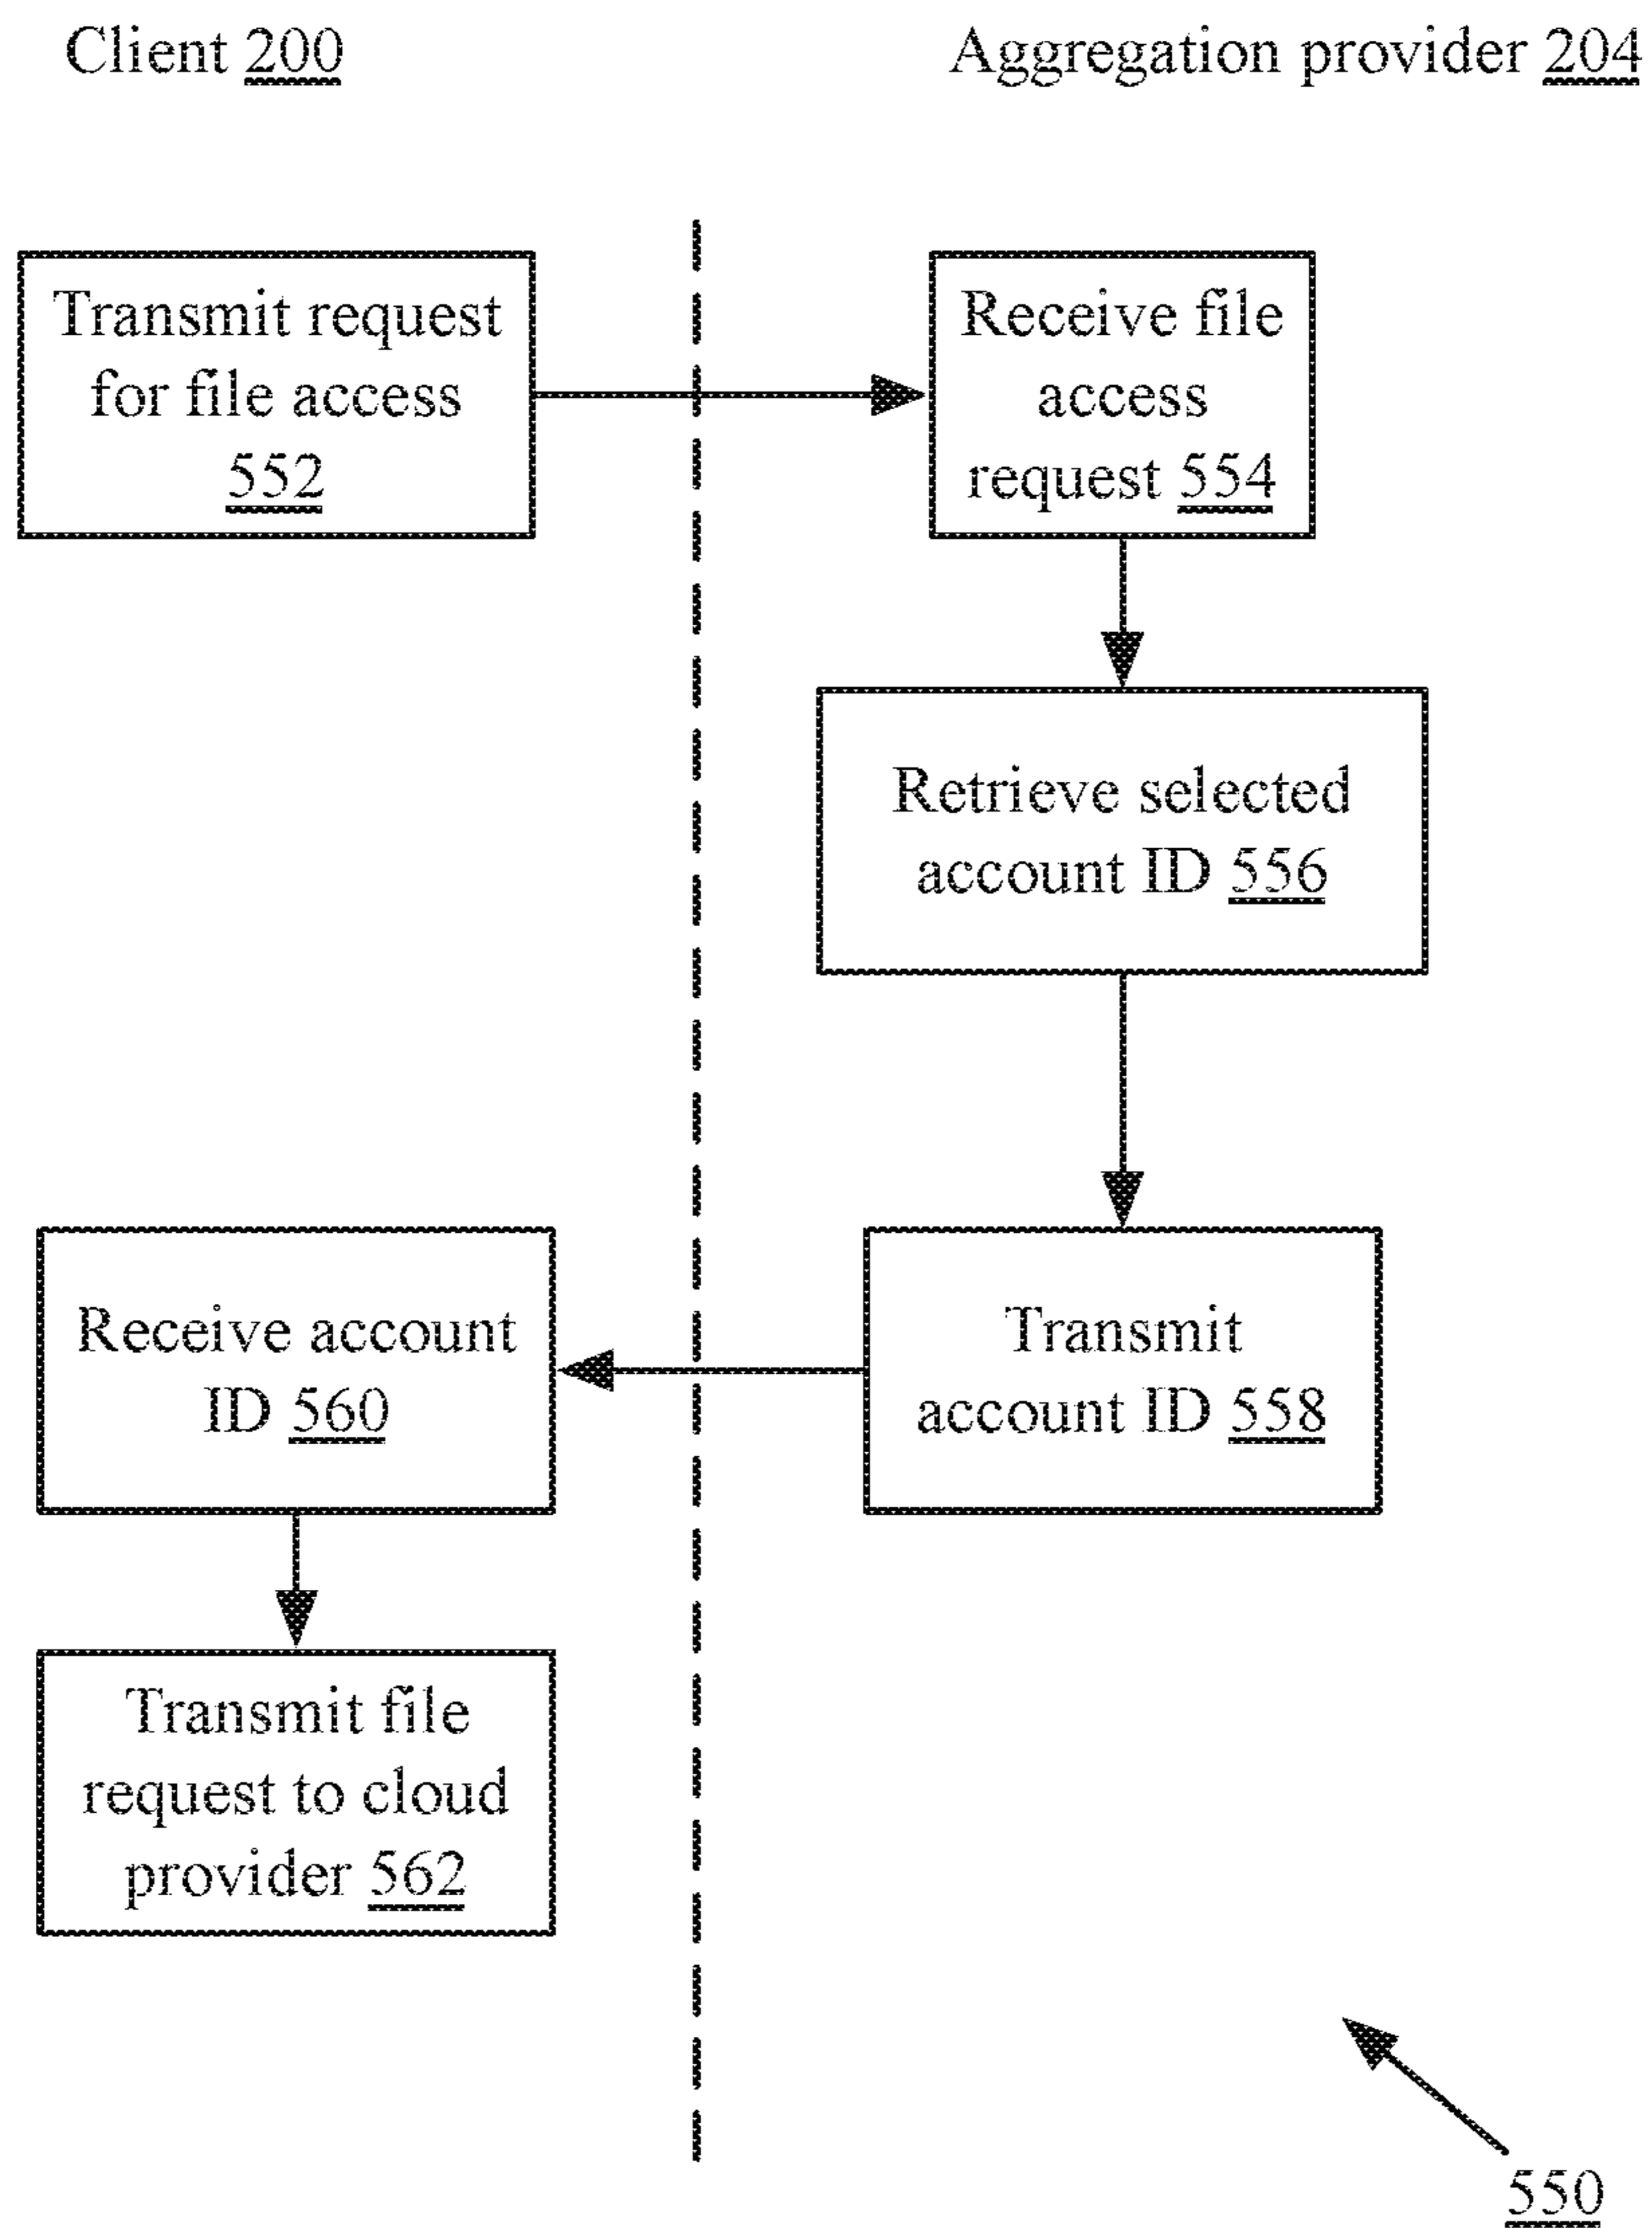 Client 200
Aggregation provider 204
Transmit request
for file access
552
Receive file
access
request 554
Retrieve selected
account ID 556
Transmit
account ID 558
Receive account
ID 560
Transmit file
request to cloud
provider 562
550